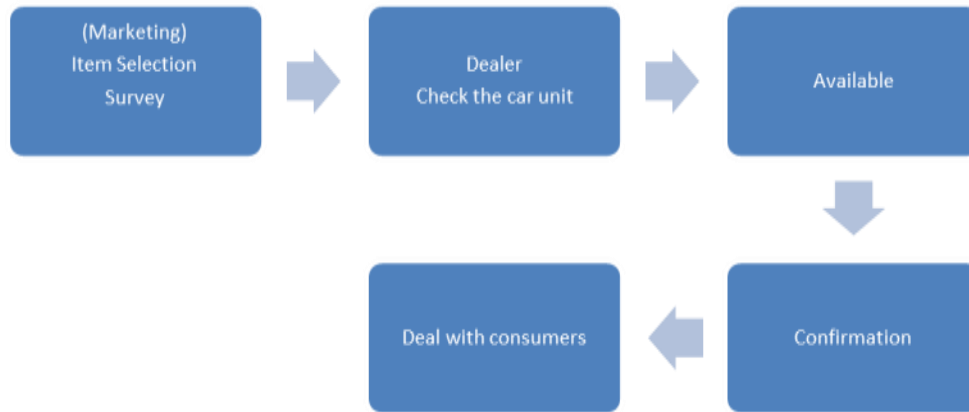 (Marketing)
Item Selection
Survey
Dealer
Check the car unit
Available
Confirmation
Deal with consumers